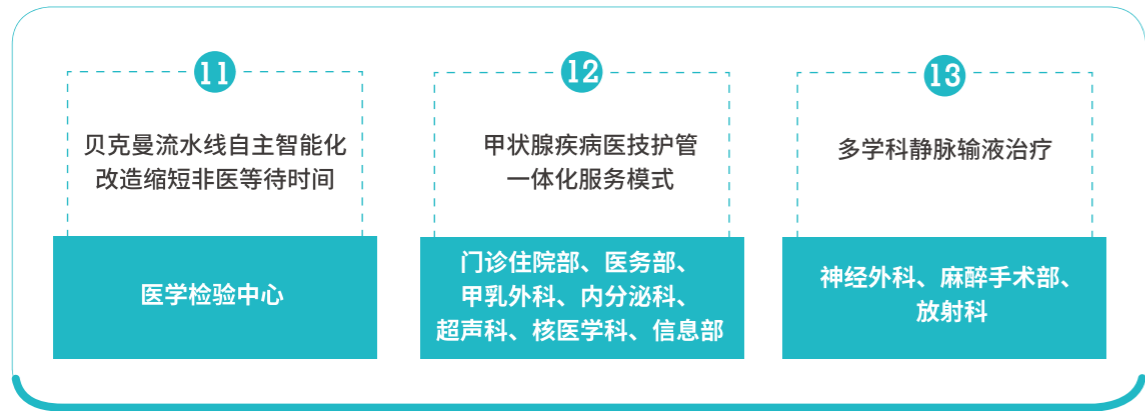 11
贝克曼流水线自主智能化
改造缩短非医等待时间
医学检验中心
12
甲状腺疾病医技护管
一体化服务模式
门诊住院部、医务部、
甲乳外科、内分泌科、
超声科、核医学科、信息部
13
多学科静脉输液治疗
神经外科、麻醉手术部、
放射科